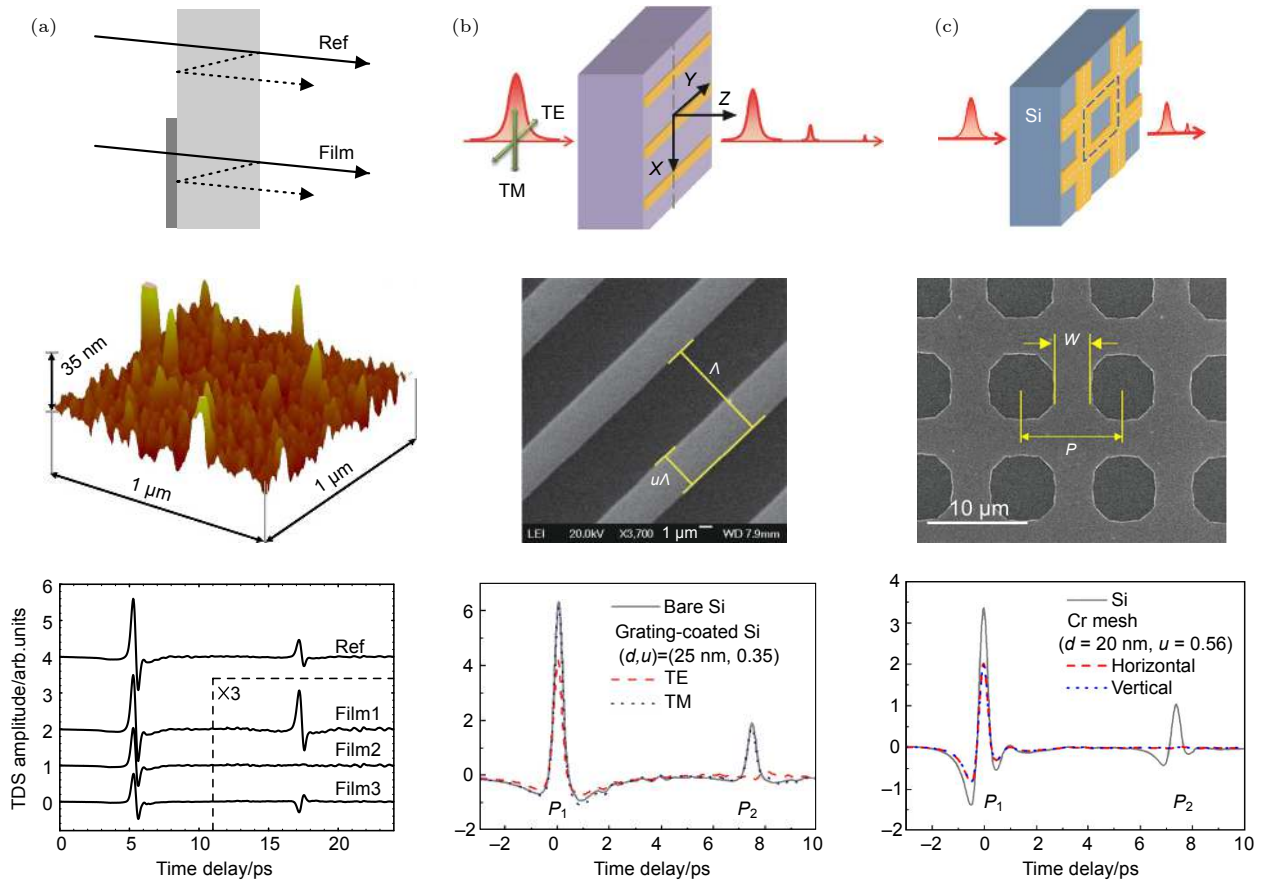 (a)
Ref
Film
(b)
TE
TM
Y
Z
X
(c)
Si
35 nm
1 μm
1 μm
Λ
uΛ
LEI 20.0kV X3,700 1 μm WD 7.9mm
W
P
10 μm
TDS amplitude/arb.units
6
5
4
3
2
1
0
Ref
×3
Film1
Film2
Film3
0 5 10 15 20
Time delay/ps
6
4
2
0
−2
Bare Si
Grating-coated Si
(d,u)=(25 nm, 0.35)
TE
TM
P1
P2
−2 0 2 4 6 8 10
Time delay/ps
4
3
2
1
0
−1
−2
Si
Cr mesh
(d = 20 nm, u = 0.56)
Horizontal
Vertical
P1
P2
−2 0 2 4 6 8 10
Time delay/ps